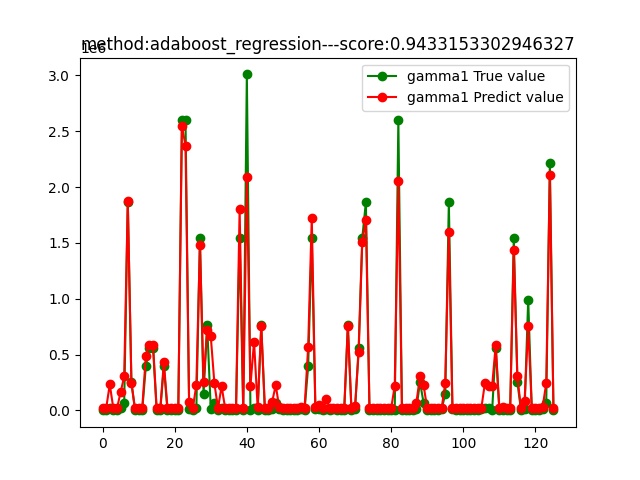 method:adaboost_regression---score:0.9433153302946327
1e6
gamma1 True value
gamma1 Predict value
3.0
2.5
2.0
1.5
1.0
0.5
0.0
0 20 40 60 80 100 120